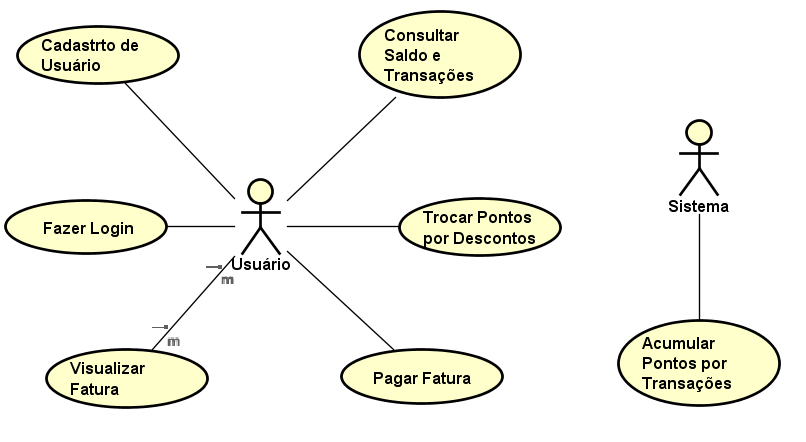 Cadastrto de
Usuário
Consultar
Saldo e
Transações
Sistema
Fazer Login
Trocar Pontos
por Descontos
Usuário
m
m
Visualizar
Fatura
Pagar Fatura
Acumular
Pontos por
Transações